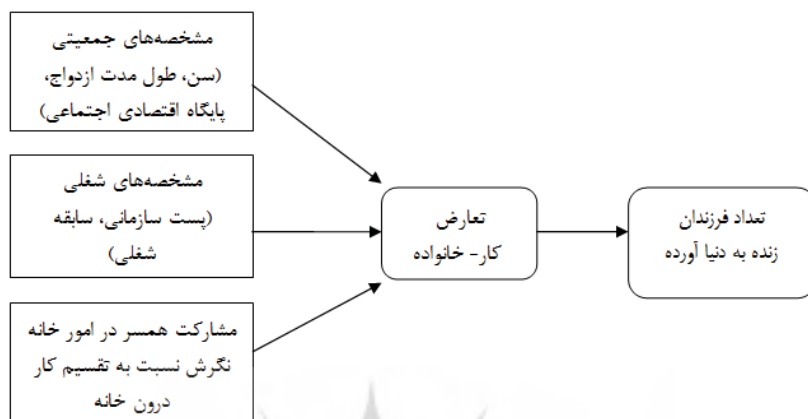 مشخصه‌های جمعیتی
(سن، طول مدت ازدواج،
پایگاه اقتصادی اجتماعی)
مشخصه‌های شغلی
(پست سازمانی، سابقه
شغلی)
مشارکت همسر در امور خانه
نگرش نسبت به تقسیم کار
درون خانه
تعارض
کار- خانواده
تعداد فرزندان
زنده به دنیا آورده